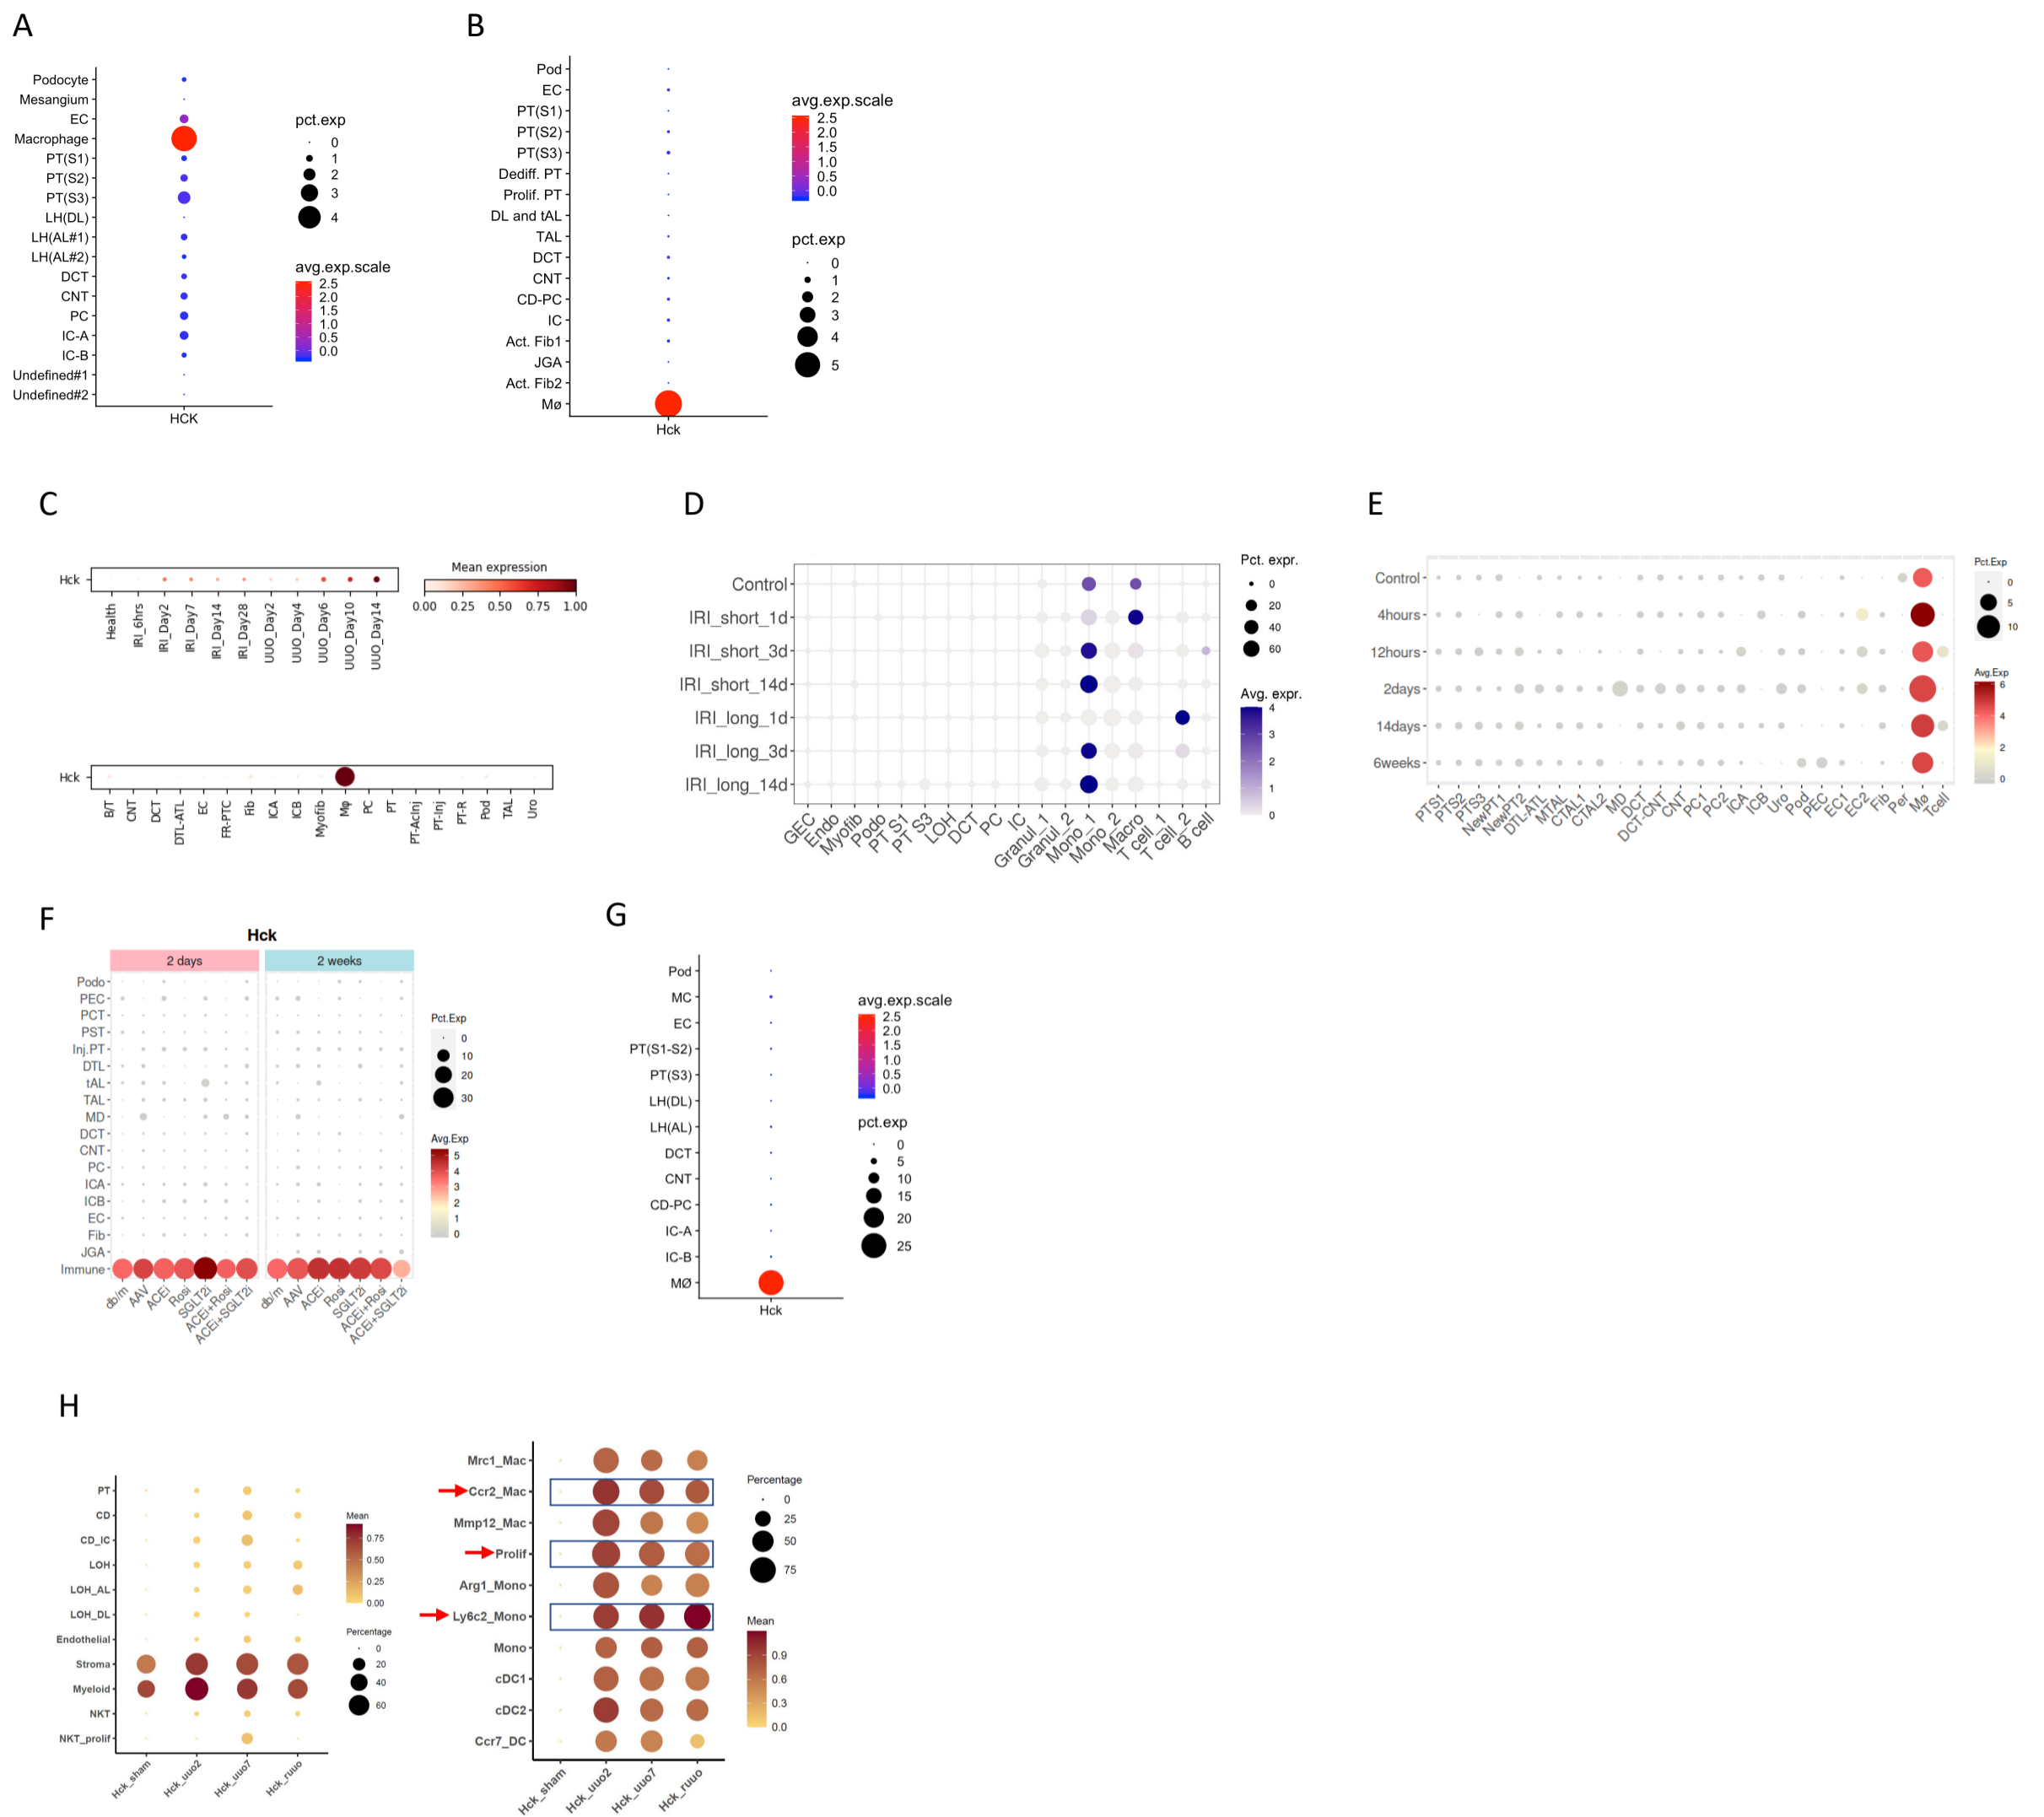 A
Podocyte
Mesangium
EC
Macrophage
PT(S1)
PT(S2)
PT(S3)
LH(DL)
LH(AL#1)
LH(AL#2)
DCT
CNT
PC
IC-A
IC-B
Undefined#1
Undefined#2
HCK
pct.exp
0
1
2
3
4
avg.exp.scale
2.5
2.0
1.5
1.0
0.5
0.0
B
Pod
EC
PT(S1)
PT(S2)
PT(S3)
Dediff. PT
Prolif. PT
DL and tAL
TAL
DCT
CNT
CD-PC
IC
Act. Fib1
JGA
Act. Fib2
Mø
Hck
avg.exp.scale
2.5
2.0
1.5
1.0
0.5
0.0
pct.exp
0
1
2
3
4
5
C
Hck
Health
IRI_6hrs
IRI_Day2
IRI_Day7
IRI_Day14
IRI_Day28
UUO_Day2
UUO_Day4
UUO_Day6
UUO_Day10
UUO_Day14
Mean expression
0.00 0.25 0.50 0.75 1.00
Hck
B/T
CNT
DCT
DTL-ATL
EC
FR-PTC
Fib
ICA
ICB
Myofib
Mφ
PC
PT
PT-AcInj
PT-Inj
PT-R
Pod
TAL
Uro
D
Control
IRI_short_1d
IRI_short_3d
IRI_short_14d
IRI_long_1d
IRI_long_3d
IRI_long_14d
GEC
Endo
Myofib
Podo
PT S1
PT S3
LOH
DCT
PC
IC
Granul_1
Granul_2
Mono_1
Mono_2
Macro
T cell_1
T cell_2
B cell
Pct. expr.
0
20
40
60
Avg. expr.
4
3
2
1
0
E
Control
4hours
12hours
2days
14days
6weeks
PTS1
PTS2
PTS3
NewPT1
NewPT2
DTL-ATL
MTAL
CTAL1
CTAL2
MD
DCT
DCT-CNT
CNT
PC1
PC2
ICA
ICB
Uro
Pod
PEC
EC1
EC2
Fib
Per
Mø
Tcell
Pct.Exp
0
5
10
Avg.Exp
6
4
2
0
F
Hck
2 days
2 weeks
Podo
PEC
PCT
PST
Inj.PT
DTL
tAL
TAL
MD
DCT
CNT
PC
ICA
ICB
EC
Fib
JGA
Immune
db/m
AAV
ACEi
Rosi
SGLT2i
ACEi+Rosi
ACEi+SGLT2i
db/m
AAV
ACEi
Rosi
SGLT2i
ACEi+Rosi
ACEi+SGLT2i
Pct.Exp
0
10
20
30
Avg.Exp
5
4
3
2
1
0
G
Pod
MC
EC
PT(S1-S2)
PT(S3)
LH(DL)
LH(AL)
DCT
CNT
CD-PC
IC-A
IC-B
MØ
Hck
avg.exp.scale
2.5
2.0
1.5
1.0
0.5
0.0
pct.exp
0
5
10
15
20
25
H
PT
CD
CD_IC
LOH
LOH_AL
LOH_DL
Endothelial
Stroma
Myeloid
NKT
NKT_prolif
Hck_sham
Hck_uuo2
Hck_uuo7
Hck_ruuo
Mean
0.75
0.50
0.25
0.00
Percentage
0
20
40
60
Mrc1_Mac
Ccr2_Mac
Mmp12_Mac
Prolif
Arg1_Mono
Ly6c2_Mono
Mono
cDC1
cDC2
Ccr7_DC
Hck_sham
Hck_uuo2
Hck_uuo7
Hck_ruuo
Percentage
0
25
50
75
Mean
0.9
0.6
0.3
0.0